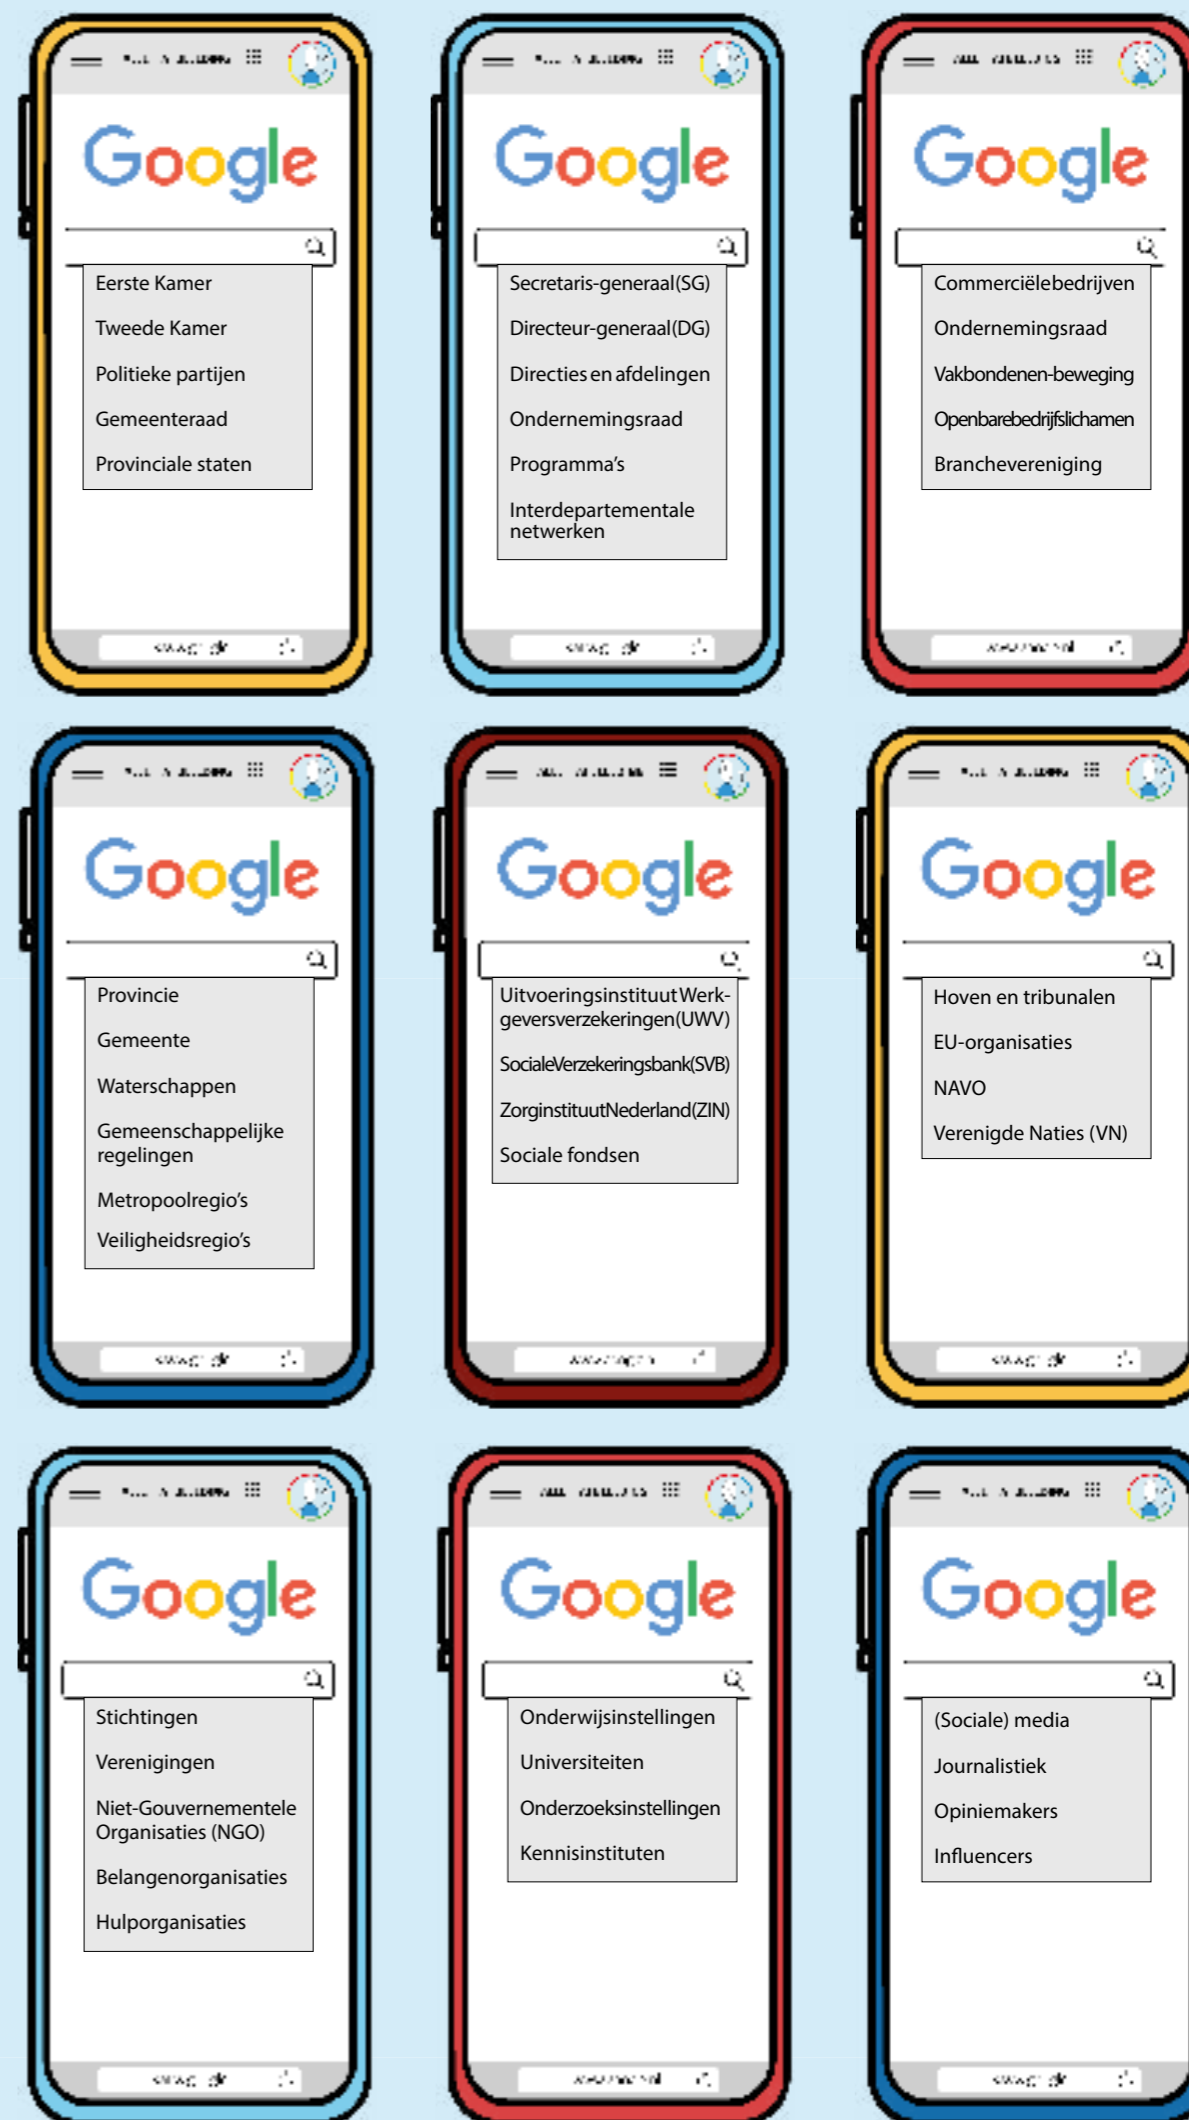 Google
Eerste Kamer
Tweede Kamer
Politieke partijen
Gemeenteraad
Provinciale staten
Google
Secretaris-generaal(SG)
Directeur-generaal(DG)
Directies en afdelingen
Ondernemingsraad
Programma's
Interdepartementale
netwerken
Google
Commerciëlebedrijven
Ondernemingsraad
Vakbondenen-beweging
Openbarebedrijfslichamen
Branchevereniging
Google
Provincie
Gemeente
Waterschappen
Gemeenschappelijke
regelingen
Metropoolregio's
Veiligheidsregio's
Google
Uitvoeringsinstituut Werk-
geversverzekeringen(UWV)
SocialeVerzekeringsbank(SVB)
ZorginstituutNederland(ZIN)
Sociale fondsen
Google
Hoven en tribunalen
EU-organisaties
NAVO
Verenigde Naties (VN)
Google
Stichtingen
Verenigingen
Niet-Gouvernementele
Organisaties (NGO)
Belangenorganisaties
Hulporganisaties
Google
Onderwijsinstellingen
Universiteiten
Onderzoeksinstellingen
Kennisinstituten
Google
(Sociale) media
Journalistiek
Opiniemakers
Influencers